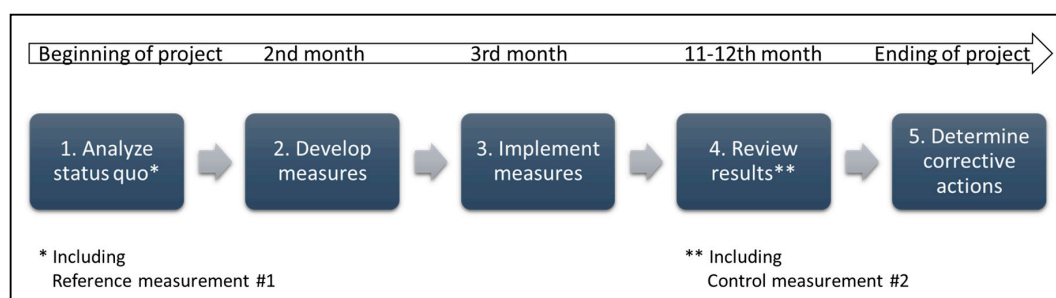 Beginning of project 2nd month 3rd month 11-12th month Ending of project
1. Analyze
status quo*
2. Develop
measures
3. Implement
measures
4. Review
results**
5. Determine
corrective
actions
* Including
Reference measurement #1
** Including
Control measurement #2